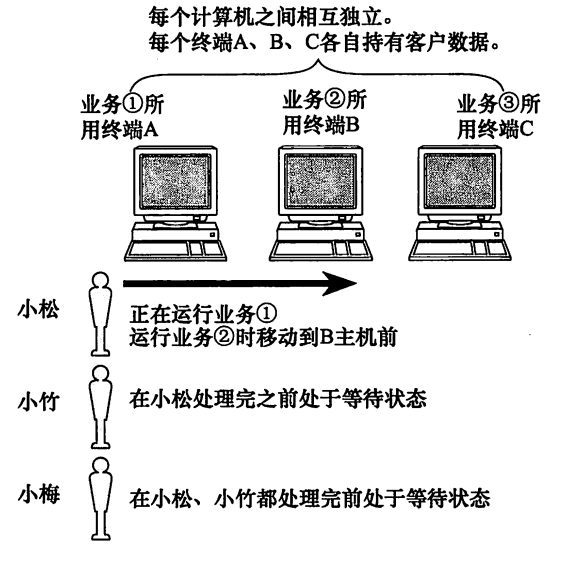 每个计算机之间相互独立。
每个终端A、B、C各自持有客户数据。
业务①所
用终端A
业务②所
用终端B
业务③所
用终端C
小松
正在运行业务①
运行业务②时移动到B主机前
小竹
在小松处理完之前处于等待状态
小梅
在小松、小竹都处理完前处于等待状态